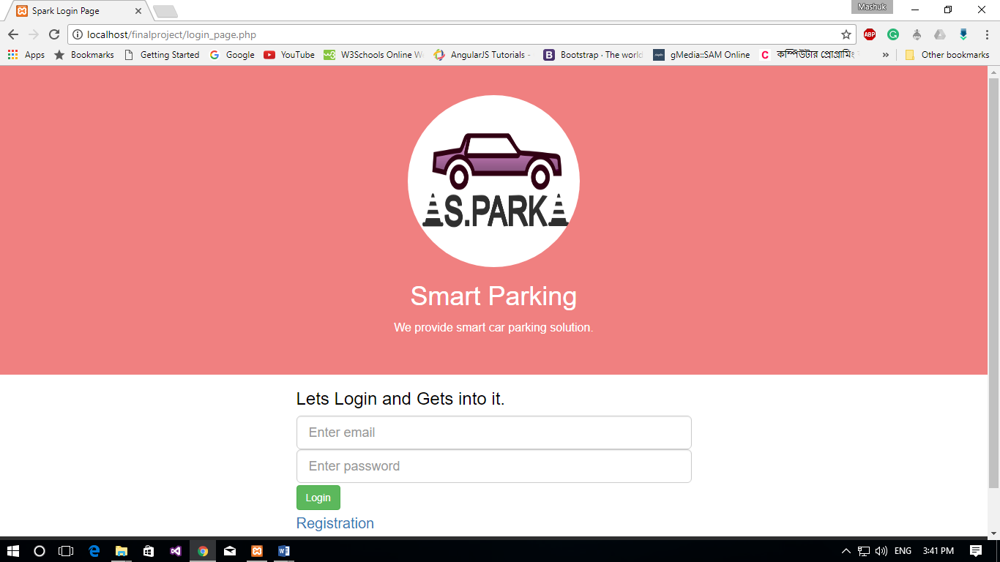 Spark Login Page
Mashuk
localhost/finalproject/login_page.php
ABP
Apps
Bookmarks
Getting Started
Google
YouTube
W3Schools Online
AngularJS Tutorials -
Bootstrap · The world
gMedia::SAM Online
কম্পিউটার প্রোগ্রামিং
Other bookmarks
S.PARK
Smart Parking
We provide smart car parking solution.
Lets Login and Gets into it.
Enter email
Enter password
Login
Registration
ENG
3:41 PM